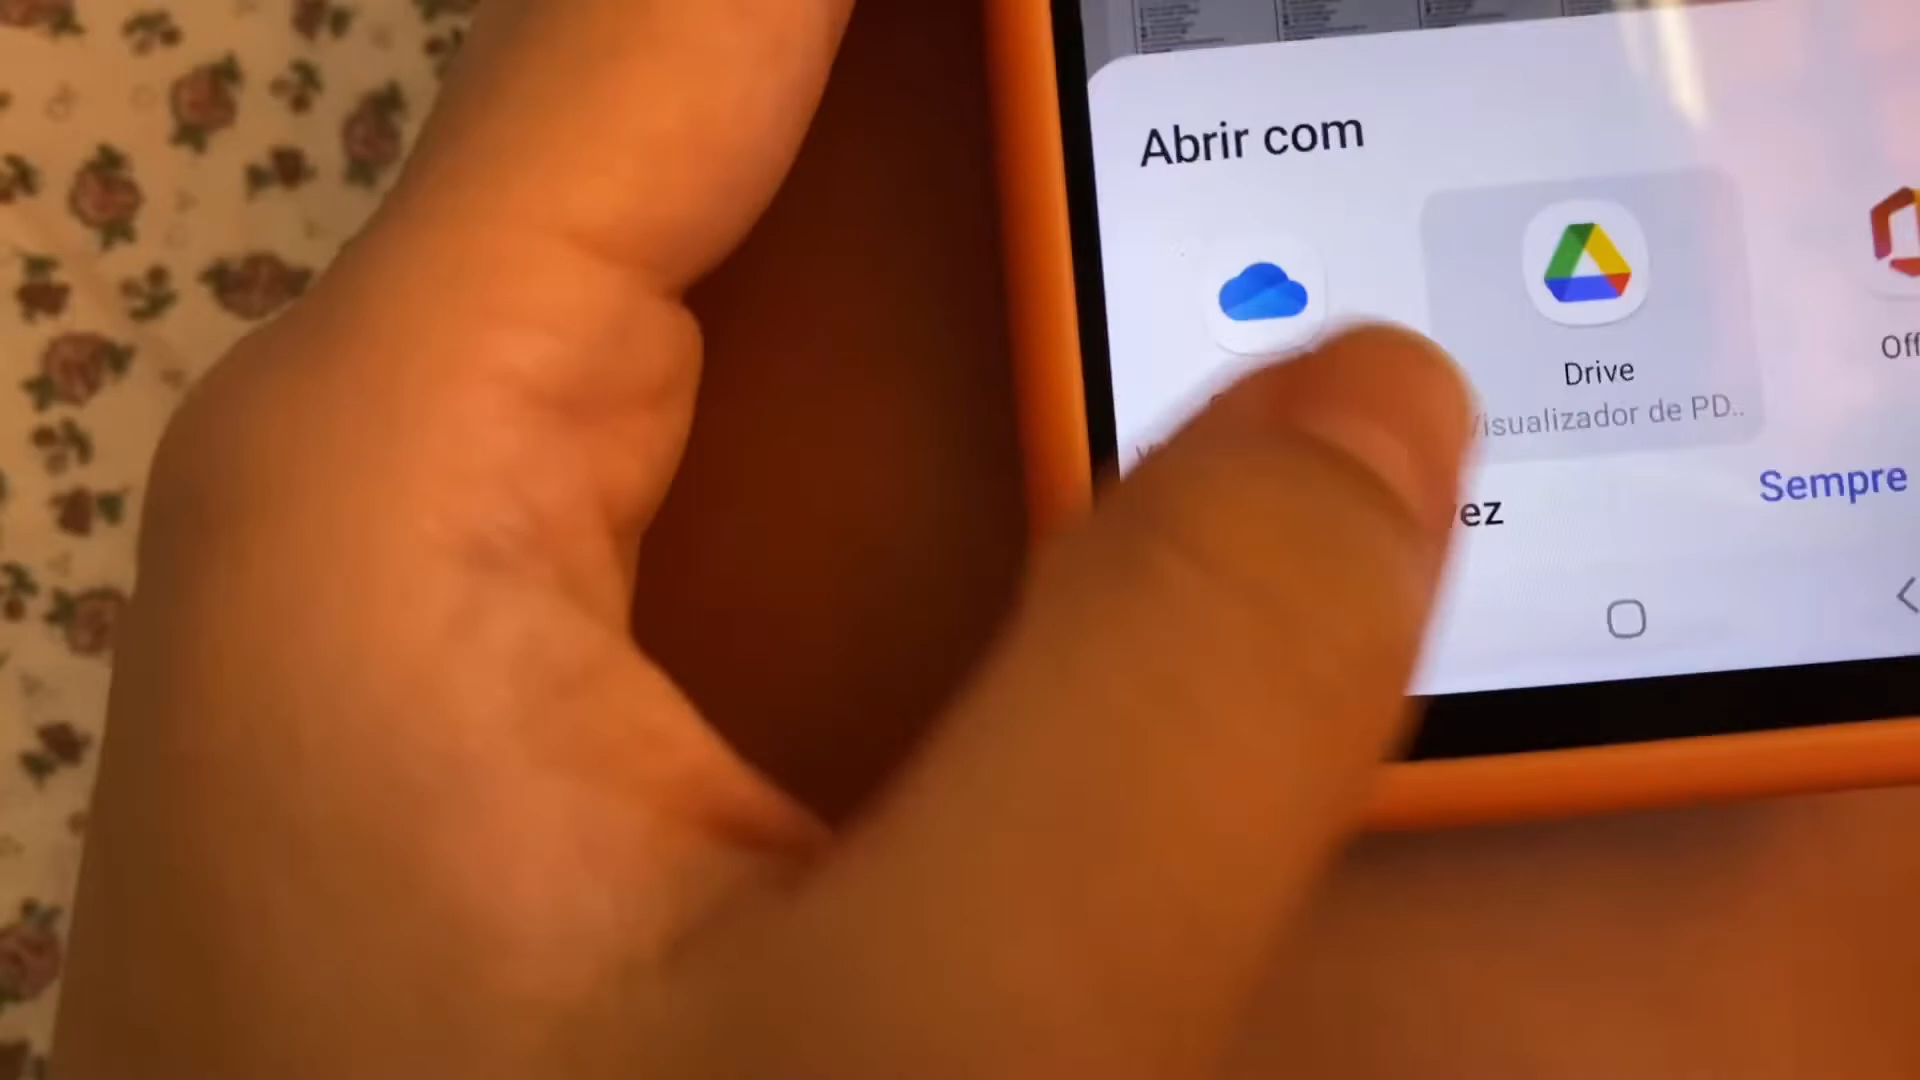 Abrir com
Drive
Visualizador de PD..
Off
ez
Sempre